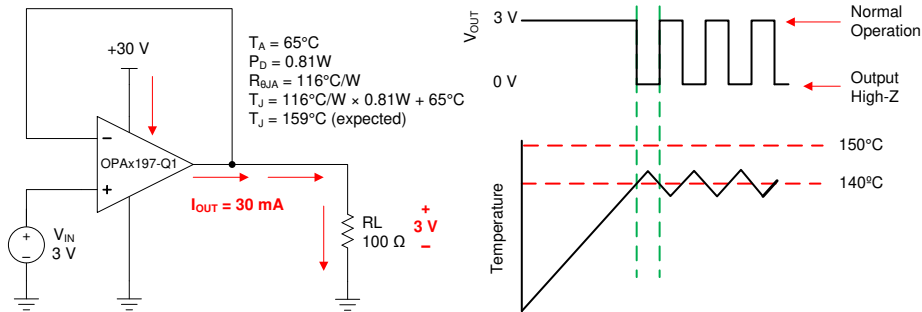 +30 V
T_A = 65°C
P_D = 0.81W
R_θJA = 116°C/W
T_J = 116°C/W × 0.81W + 65°C
T_J = 159°C (expected)
–
OPAx197-Q1
+
I_OUT = 30 mA
+
V_IN
3 V
–
RL
100 Ω
+
3 V
–
V_OUT
3 V
0 V
Normal
Operation
Output
High-Z
Temperature
150°C
140ºC